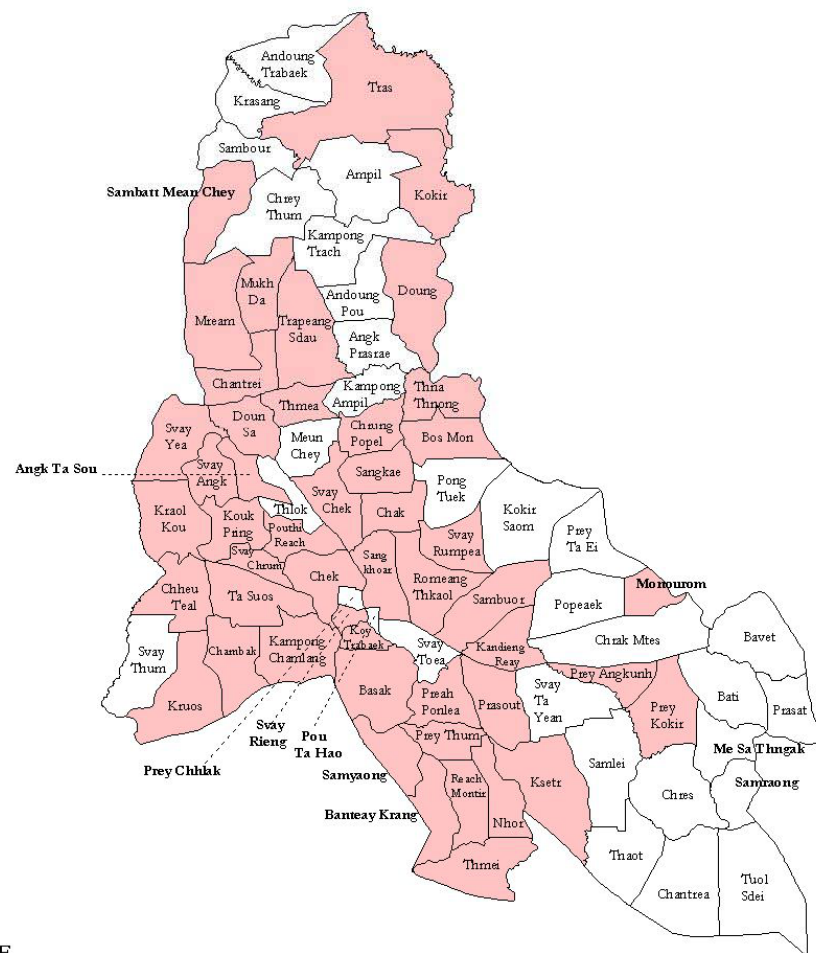 Andoung
Trabaek
Tras
Krasang
Sambour
Ampil
Sambatt Mean Chey
Chrey
Thum
Kokir
Kampong
Trach
Mukh
Da
Doung
Andoung
Pou
Mream
Trapeang
Sdau
Angk
Prasrae
Chantrei
Kampong
Ampil
Thna
Thnong
Thmea
Doun
Sa
Svay
Yea
Meun
Chey
Chrung
Popel
Bos Mon
Angk Ta Sou
Svay
Angk
Sangkae
Pong
Tuek
Svay
Chek
Kraol
Kou
Kouk
Pring
Thlok
Chak
Kokir
Saom
Pouthi
Reach
Svay
Rumpea
Prey
Ta Ei
Svay
Chrum
Sang
khoar
Chek
Romeang
Thkaol
Monourom
Chheu
Teal
Ta Suos
Sambuor
Popeaek
Koy
Trabaek
Chrak Mtes
Bavet
Svay
Thum
Chambak
Kampong
Chamlang
Svay
Toea
Kandieng
Reay
Prey Angkunh
Kruos
Basak
Preah
Ponlea
Prasout
Svay
Ta
Yean
Prey
Kokir
Bati
Prasat
Svay
Rieng
Pou
Ta Hao
Prey Thum
Me Sa Thngak
Prey Chhlak
Samyaong
Samlei
Reach
Montir
Ksetr
Samraong
Chres
Banteay Krang
Nhor
Thmei
Thaot
Chantrea
Tuol
Sdei
E